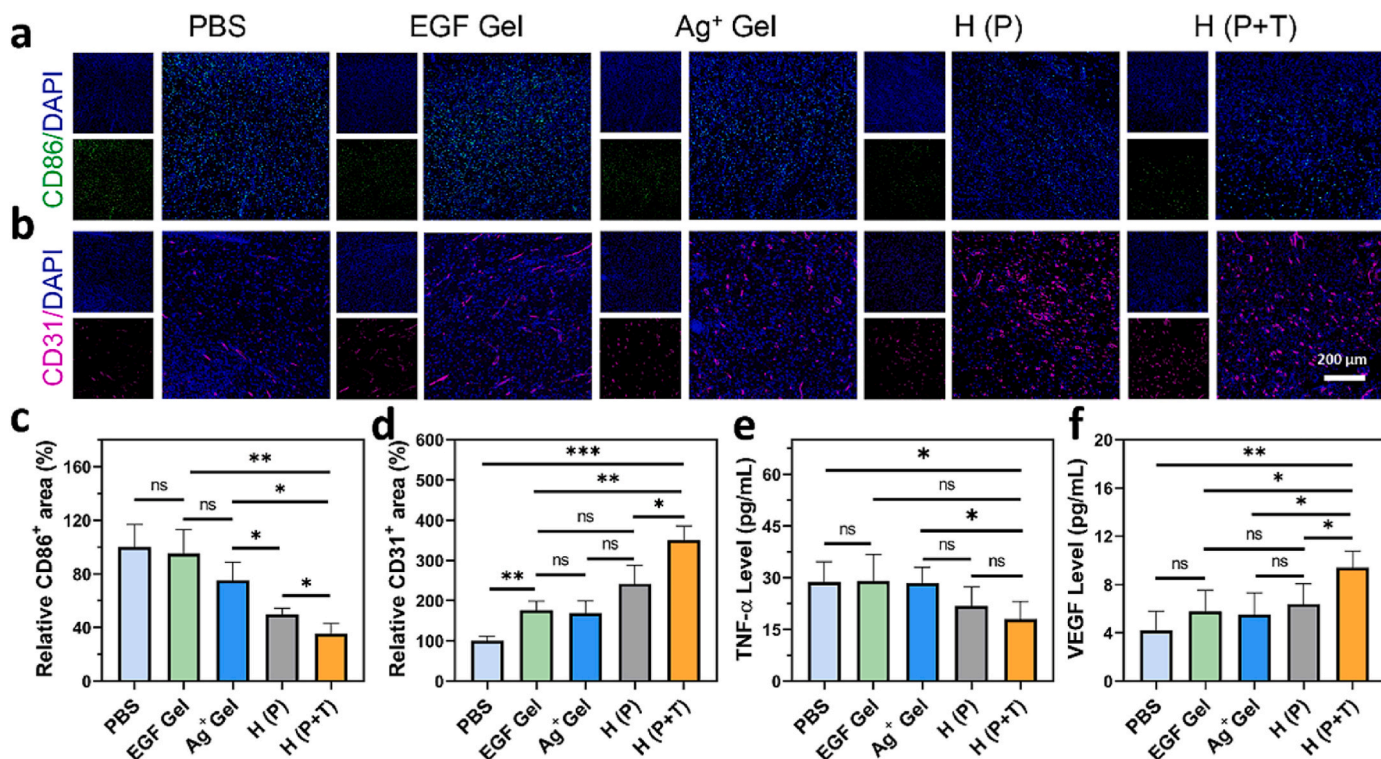 PBS EGF Gel Ag⁺ Gel H (P) H (P+T)
a
CD86/DAPI
b
CD31/DAPI
200 μm
c
Relative CD86⁺ area (%)
160
120
80
40
0
**
ns
*
ns
*
*
PBS
EGF Gel
Ag⁺ Gel
H (P)
H (P+T)
d
Relative CD31⁺ area (%)
600
500
400
300
200
100
0
***
**
ns
*
ns
ns
**
PBS
EGF Gel
Ag⁺ Gel
H (P)
H (P+T)
e
TNF-α Level (pg/mL)
60
45
30
15
0
*
ns
*
ns
ns
ns
PBS
EGF Gel
Ag⁺ Gel
H (P)
H (P+T)
f
VEGF Level (pg/mL)
20
16
12
8
4
0
**
*
*
ns
*
ns
ns
PBS
EGF Gel
Ag⁺ Gel
H (P)
H (P+T)